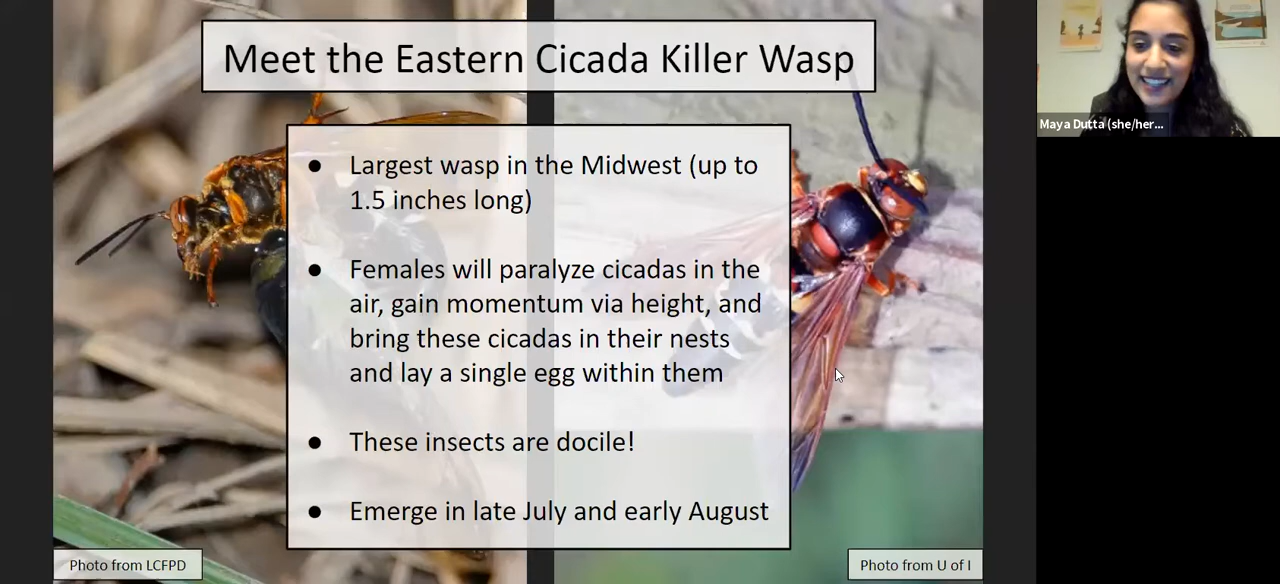 Meet the Eastern Cicada Killer Wasp
Maya Dutta (she/her...
● Largest wasp in the Midwest (up to
1.5 inches long)
● Females will paralyze cicadas in the
air, gain momentum via height, and
bring these cicadas in their nests
and lay a single egg within them
● These insects are docile!
● Emerge in late July and early August
Photo from LCFPD
Photo from U of I